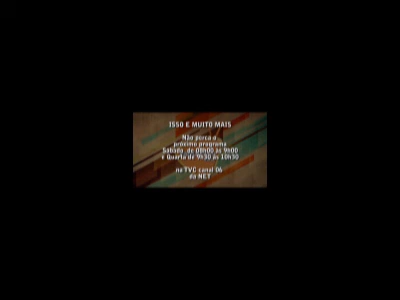 ISSO E MUITO MAIS
Não perca o
próximo programa
Sábado de 08h00 às 9h00
e Quarta de 9h30 às 10h30
na TVC canal 06
da NET